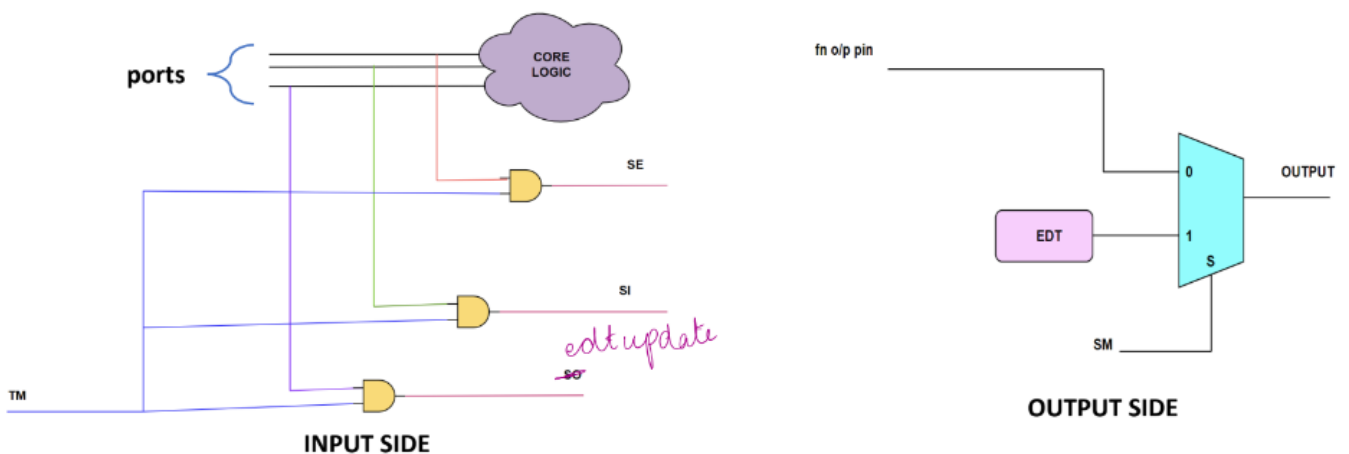 ports
CORE
LOGIC
SE
SI
edt update
SO
TM
INPUT SIDE
fn o/p pin
0
OUTPUT
EDT
1
S
SM
OUTPUT SIDE